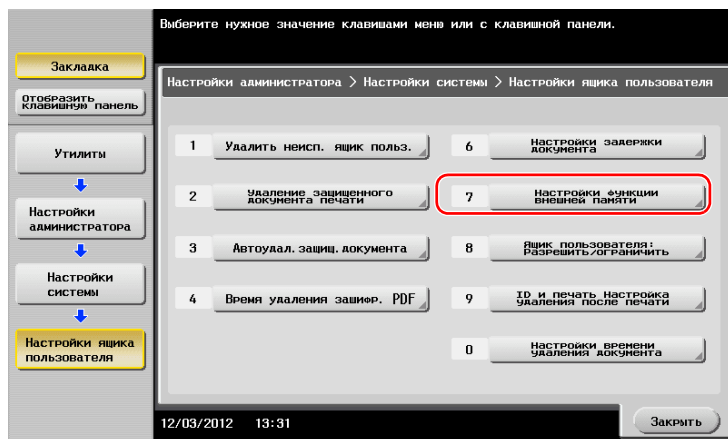 Выберите нужное значение клавишами меню или с клавишной панели.
Закладка
Отобразить
клавишную панель
Утилиты
Настройки
администратора
Настройки
системы
Настройки ящика
пользователя
Настройки администратора > Настройки системы > Настройки ящика пользователя
1 Удалить неисп. ящик польз.
2 Удаление защищенного
документа печати
3 Автоудал.защищ.документа
4 Время удаления зашифр. PDF
6 Настройки задержки
документа
7 Настройки функции
внешней памяти
8 Ящик пользователя:
Разрешить/ограничить
9 ID и печать Настройка
удаления после печати
0 Настройки времени
удаления документа
12/03/2012 13:31
Закрыть